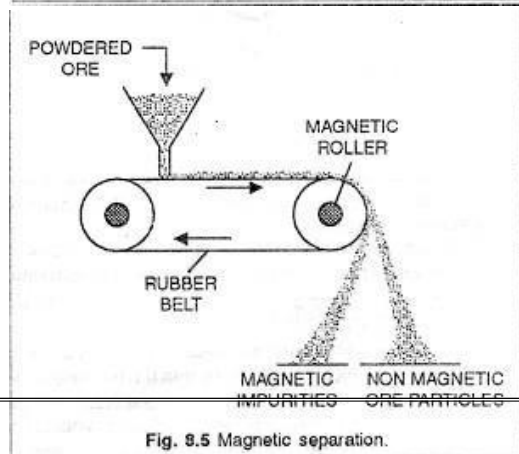 POWDERED
ORE
MAGNETIC
ROLLER
RUBBER
BELT
MAGNETIC
IMPURITIES
NON MAGNETIC
ORE PARTICLES
Fig. 8.5 Magnetic separation.